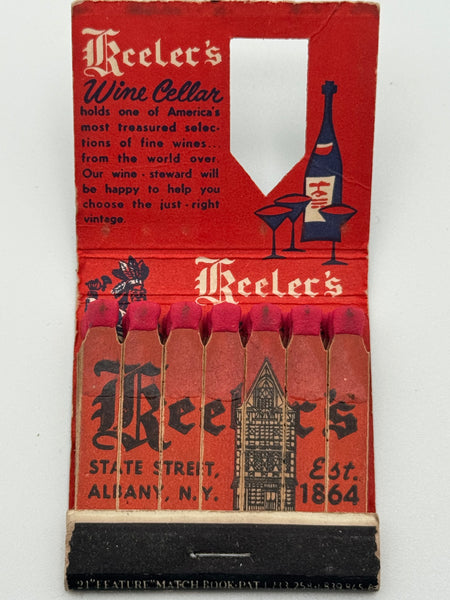 Keeler's
Wine Cellar
holds one of America's
most treasured selec-
tions of fine wines...
from the world over.
Our wine - steward will
be happy to help you
choose the just - right
vintage.
Keeler's
Keeler's
STATE STREET,
ALBANY, N.Y.
Est.
1864
21 "FEATURE" MATCH BOOK-PAT.